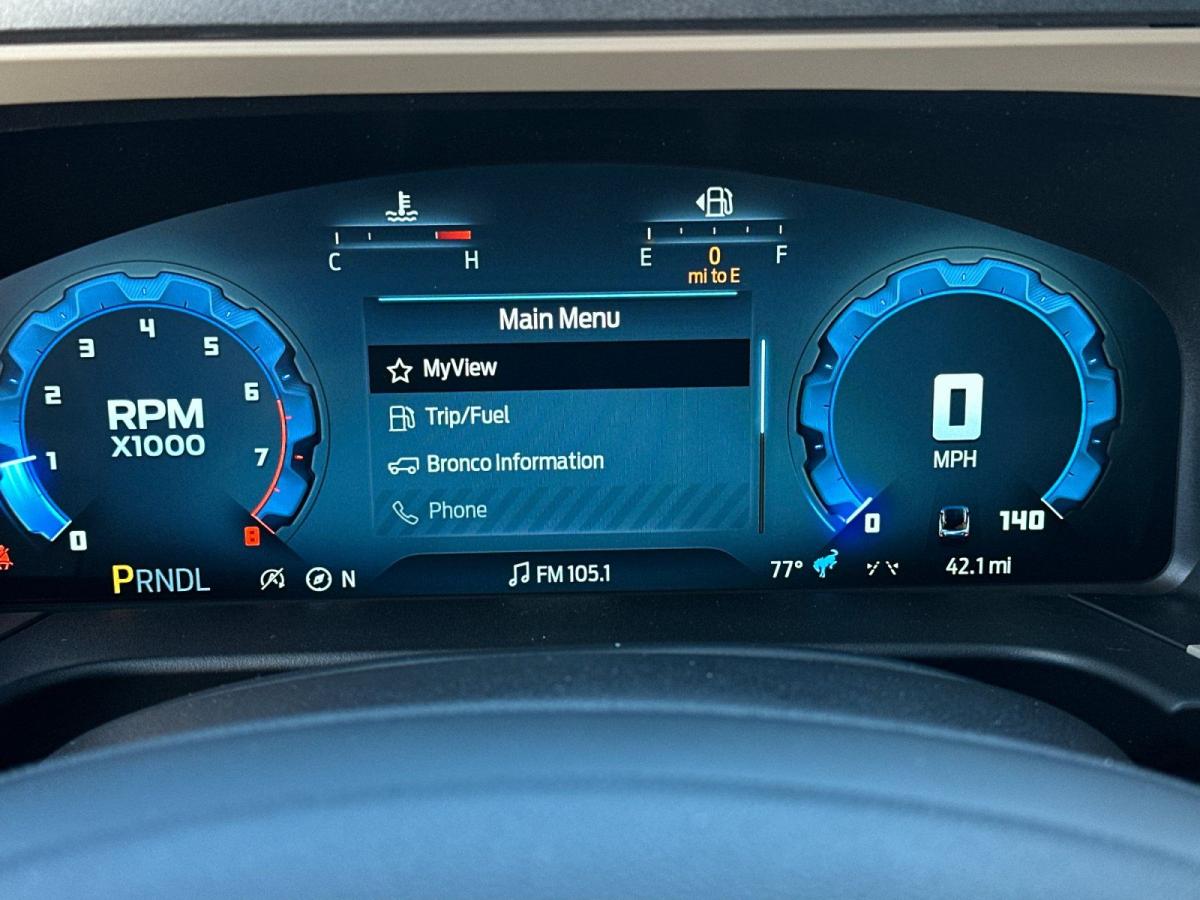 C H
E F
0
mi to E
Main Menu
MyView
Trip/Fuel
Bronco Information
Phone
0 1 2 3 4 5 6 7 8
RPM
X1000
0
MPH
0 140
PRNDL
N
FM 105.1
77°
42.1 mi